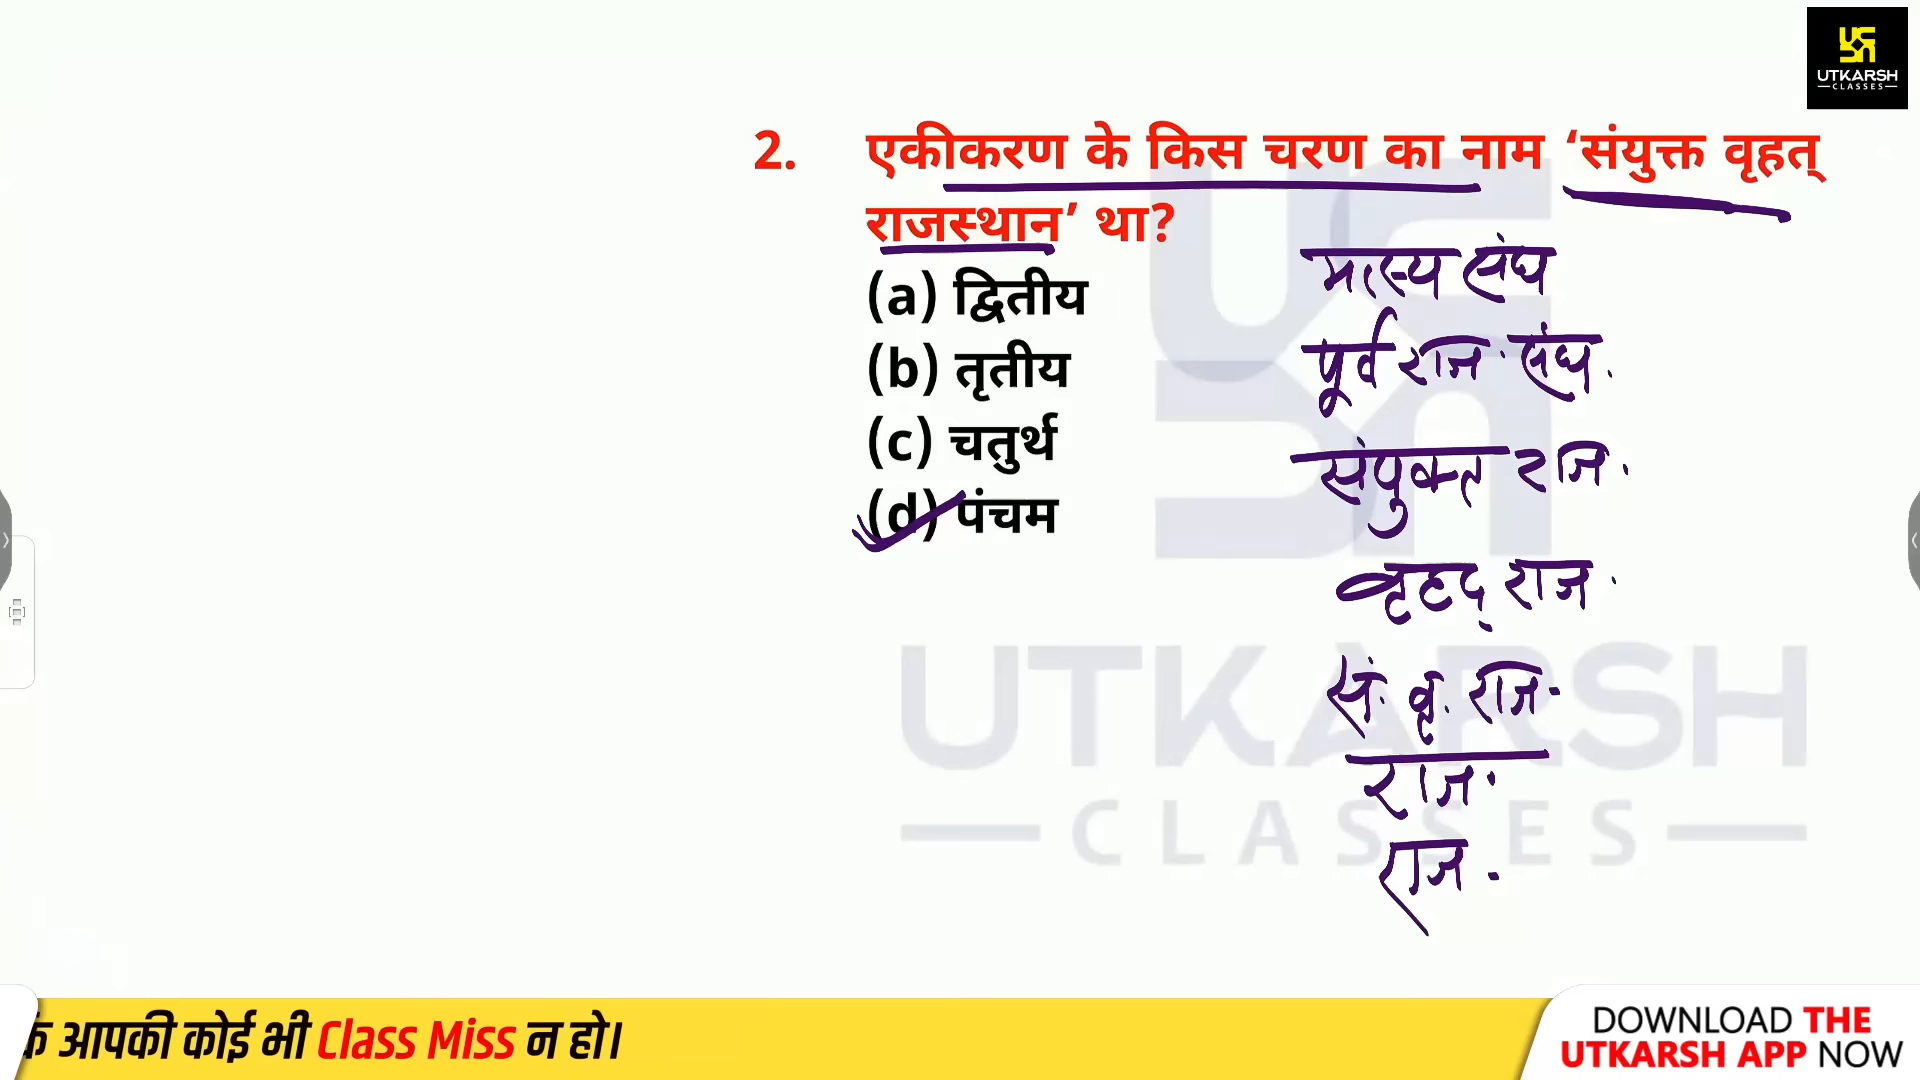 UTKARSH
CLASSES
2. एकीकरण के किस चरण का नाम ‘संयुक्त वृहत्
राजस्थान’ था?
(a) द्वितीय
(b) तृतीय
(c) चतुर्थ
(d) पंचम
मत्स्य संघ
पूर्व राज. संघ.
संयुक्त राज.
वृहद् राज.
सं. वृ. राज.
राज.
राज.
UTKARSH
CLASSES
आपकी कोई भी Class Miss न हो।
DOWNLOAD THE
UTKARSH APP NOW